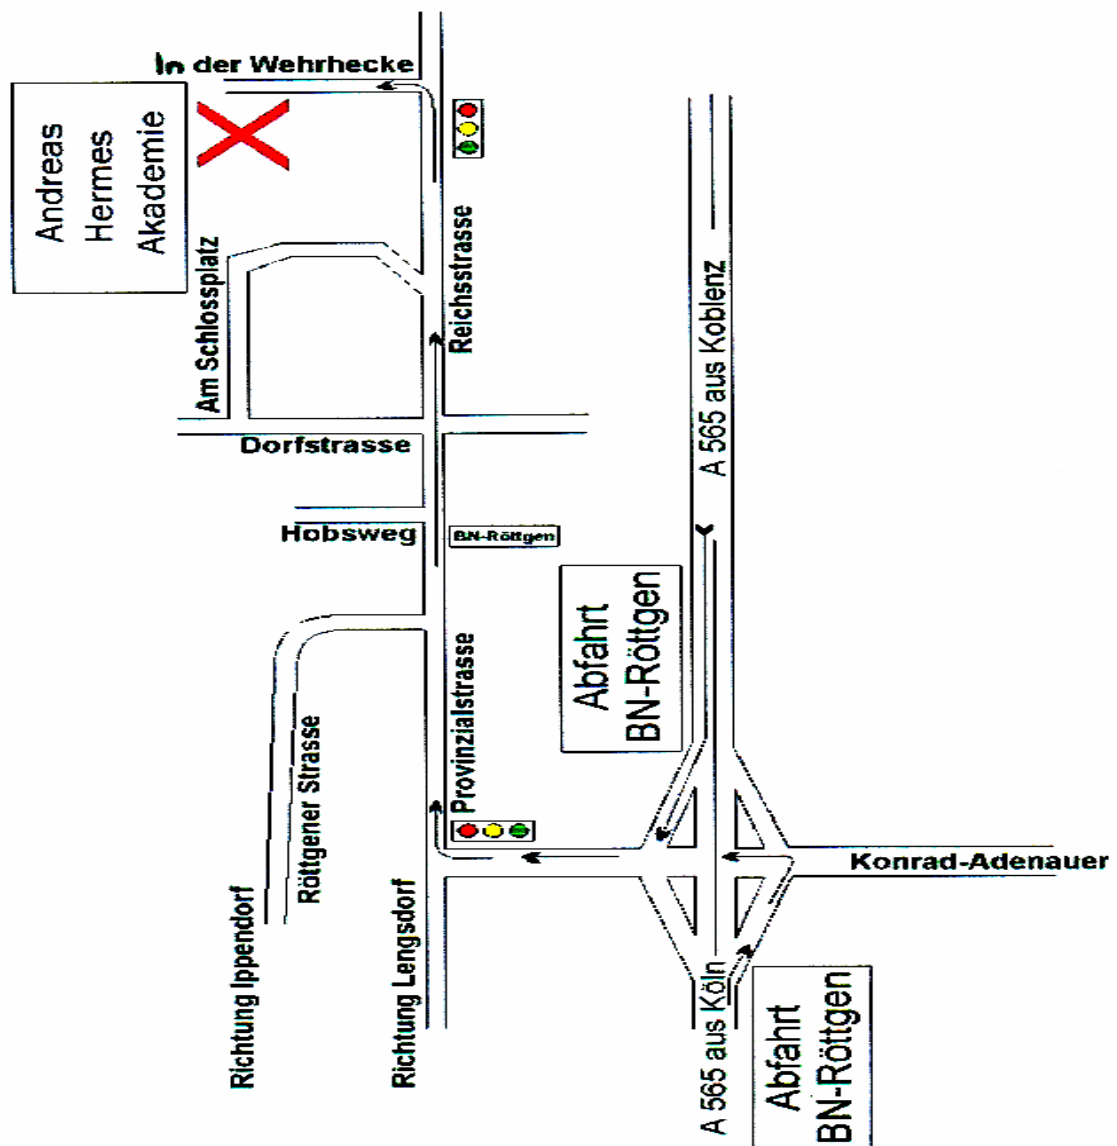 In der Wehrhecke
Andreas
Hermes
Akademie
Am Schlossplatz
Reichsstrasse
Dorfstrasse
A 565 aus Koblenz
Hobsweg
BN-Röttgen
Abfahrt
BN-Röttgen
Provinzialstrasse
Röttgener Strasse
Konrad-Adenauer
Richtung Ippendorf
Richtung Lengsdorf
A 565 aus Köln
Abfahrt
BN-Röttgen